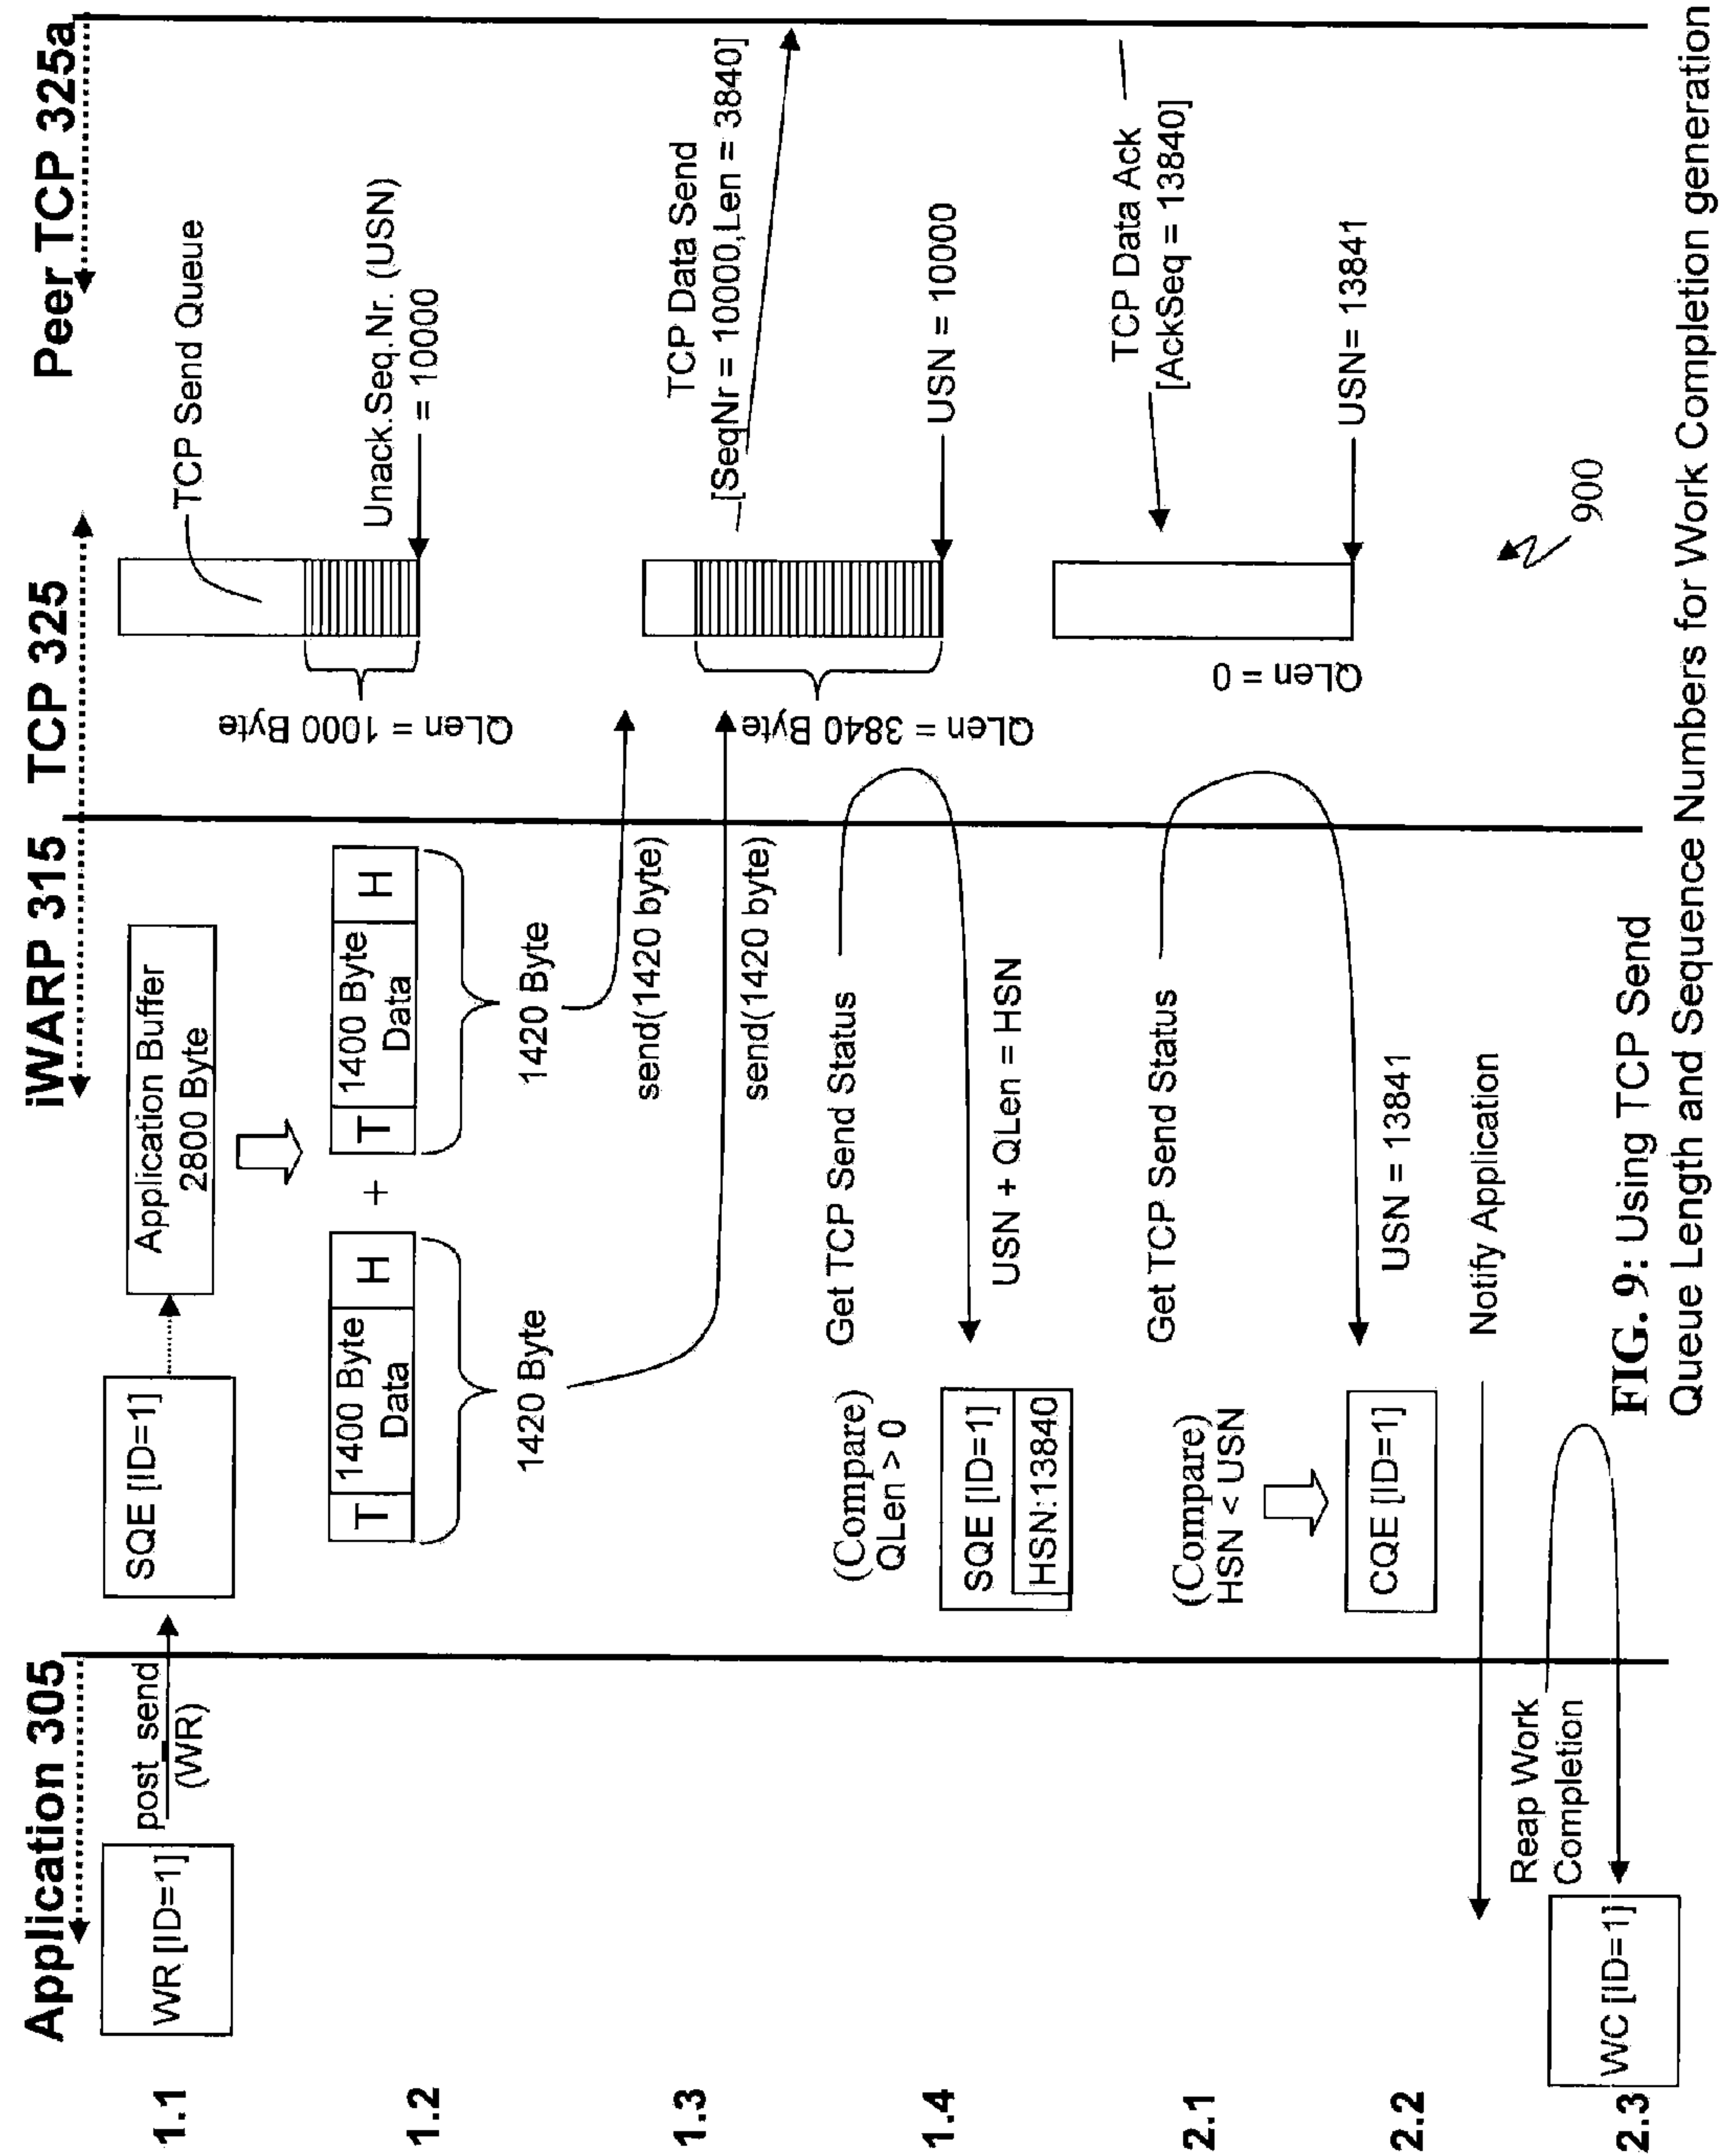 Application 305
iWARP 315
TCP 325
Peer TCP 325a
1.1
WR [ID=1]
post_send
(WR)
SQE [ID=1]
Application Buffer
2800 Byte
TCP Send Queue
Unack.Seq.Nr. (USN)
= 10000
QLen = 1000 Byte
1.2
T
1400 Byte
Data
H
+
T
1400 Byte
Data
H
1420 Byte
1420 Byte
1.3
send(1420 byte)
send(1420 byte)
TCP Data Send
[SeqNr = 10000,Len = 3840]
QLen = 3840 Byte
USN = 10000
1.4
(Compare)
QLen > 0
Get TCP Send Status
SQE [ID=1]
HSN:13840
USN + QLen = HSN
TCP Data Ack
[AckSeq = 13840]
2.1
(Compare)
HSN < USN
Get TCP Send Status
QLen = 0
USN= 13841
2.2
CQE [ID=1]
USN = 13841
Notify Application
2.3
Reap Work
Completion
WC [ID=1]
900
FIG. 9: Using TCP Send
Queue Length and Sequence Numbers for Work Completion generation